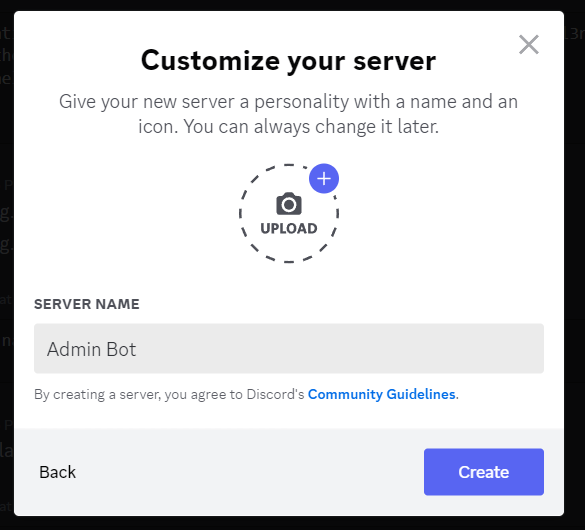 Customize your server
Give your new server a personality with a name and an
icon. You can always change it later.
UPLOAD
SERVER NAME
Admin Bot
By creating a server, you agree to Discord's Community Guidelines.
Back
Create